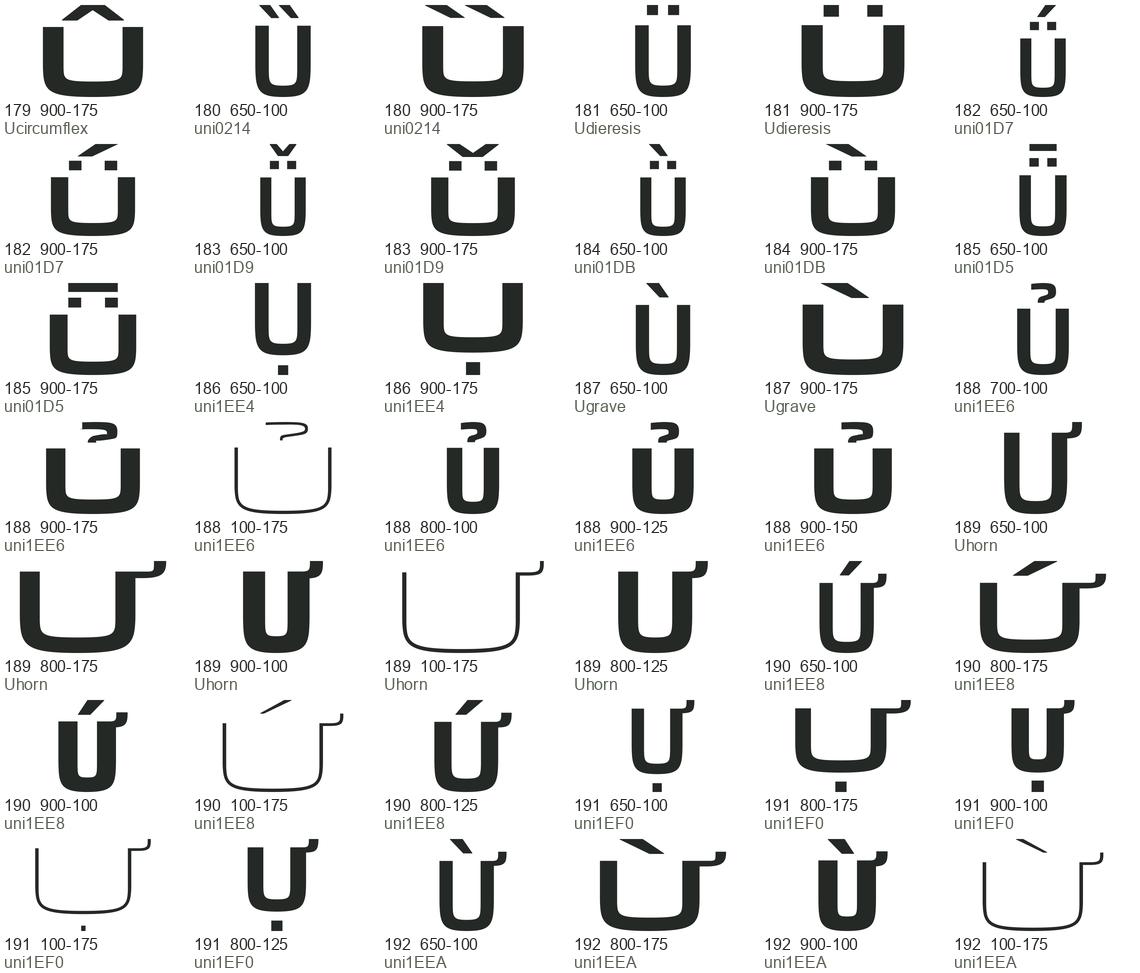 Û Ȕ Ȕ Ü Ü Ǘ
179 900-175 180 650-100 180 900-175 181 650-100 181 900-175 182 650-100
Ucircumflex uni0214 uni0214 Udieresis Udieresis uni01D7
Ǘ Ǚ Ǚ Ǜ Ǜ Ǖ
182 900-175 183 650-100 183 900-175 184 650-100 184 900-175 185 650-100
uni01D7 uni01D9 uni01D9 uni01DB uni01DB uni01D5
Ǖ Ụ Ụ Ù Ù Ủ
185 900-175 186 650-100 186 900-175 187 650-100 187 900-175 188 700-100
uni01D5 uni1EE4 uni1EE4 Ugrave Ugrave uni1EE6
Ủ Ủ Ủ Ủ Ủ Ư
188 900-175 188 100-175 188 800-100 188 900-125 188 900-150 189 650-100
uni1EE6 uni1EE6 uni1EE6 uni1EE6 uni1EE6 Uhorn
Ư Ư Ư Ư Ứ Ứ
189 800-175 189 900-100 189 100-175 189 800-125 190 650-100 190 800-175
Uhorn Uhorn Uhorn Uhorn uni1EE8 uni1EE8
Ứ Ứ Ứ Ự Ự Ự
190 900-100 190 100-175 190 800-125 191 650-100 191 800-175 191 900-100
uni1EE8 uni1EE8 uni1EE8 uni1EF0 uni1EF0 uni1EF0
Ự Ự Ừ Ừ Ừ Ừ
191 100-175 191 800-125 192 650-100 192 800-175 192 900-100 192 100-175
uni1EF0 uni1EF0 uni1EEA uni1EEA uni1EEA uni1EEA